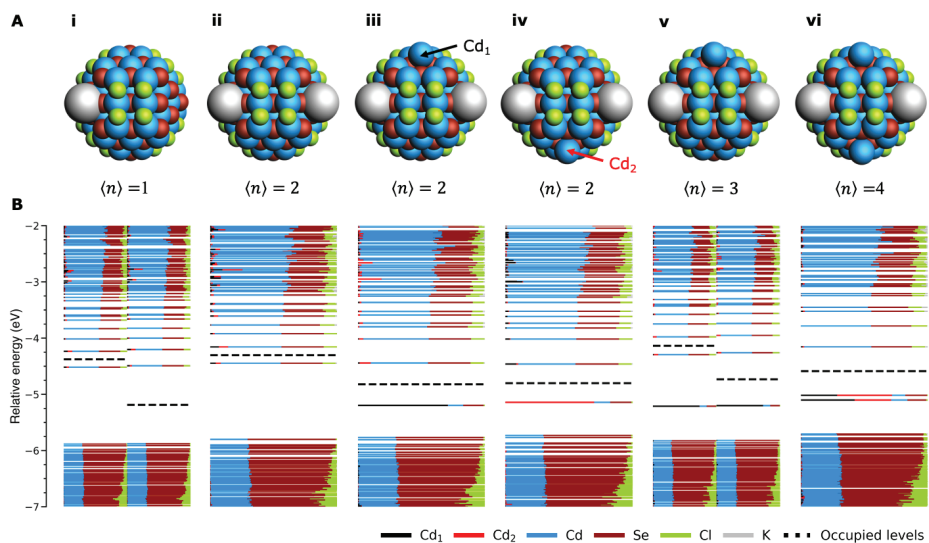 A i ii iii iv v vi
Cd₁
Cd₂
⟨n⟩ =1 ⟨n⟩ = 2 ⟨n⟩ = 2 ⟨n⟩ = 2 ⟨n⟩ = 3 ⟨n⟩ =4
B
Relative energy (eV)
−2
−3
−4
−5
−6
−7
Cd₁ Cd₂ Cd Se Cl K Occupied levels